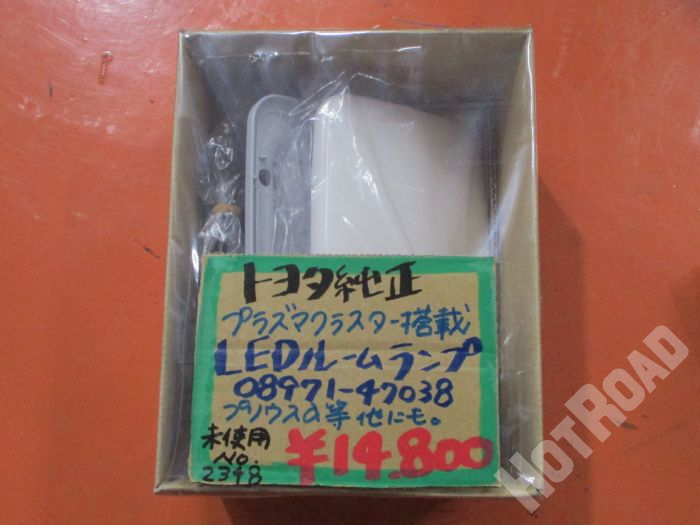 トヨタ純正
プラズマクラスター搭載
LEDルームランプ
08971-47038
プリウスα等他にも。
未使用
No.
2348
¥14.800
HOTROAD